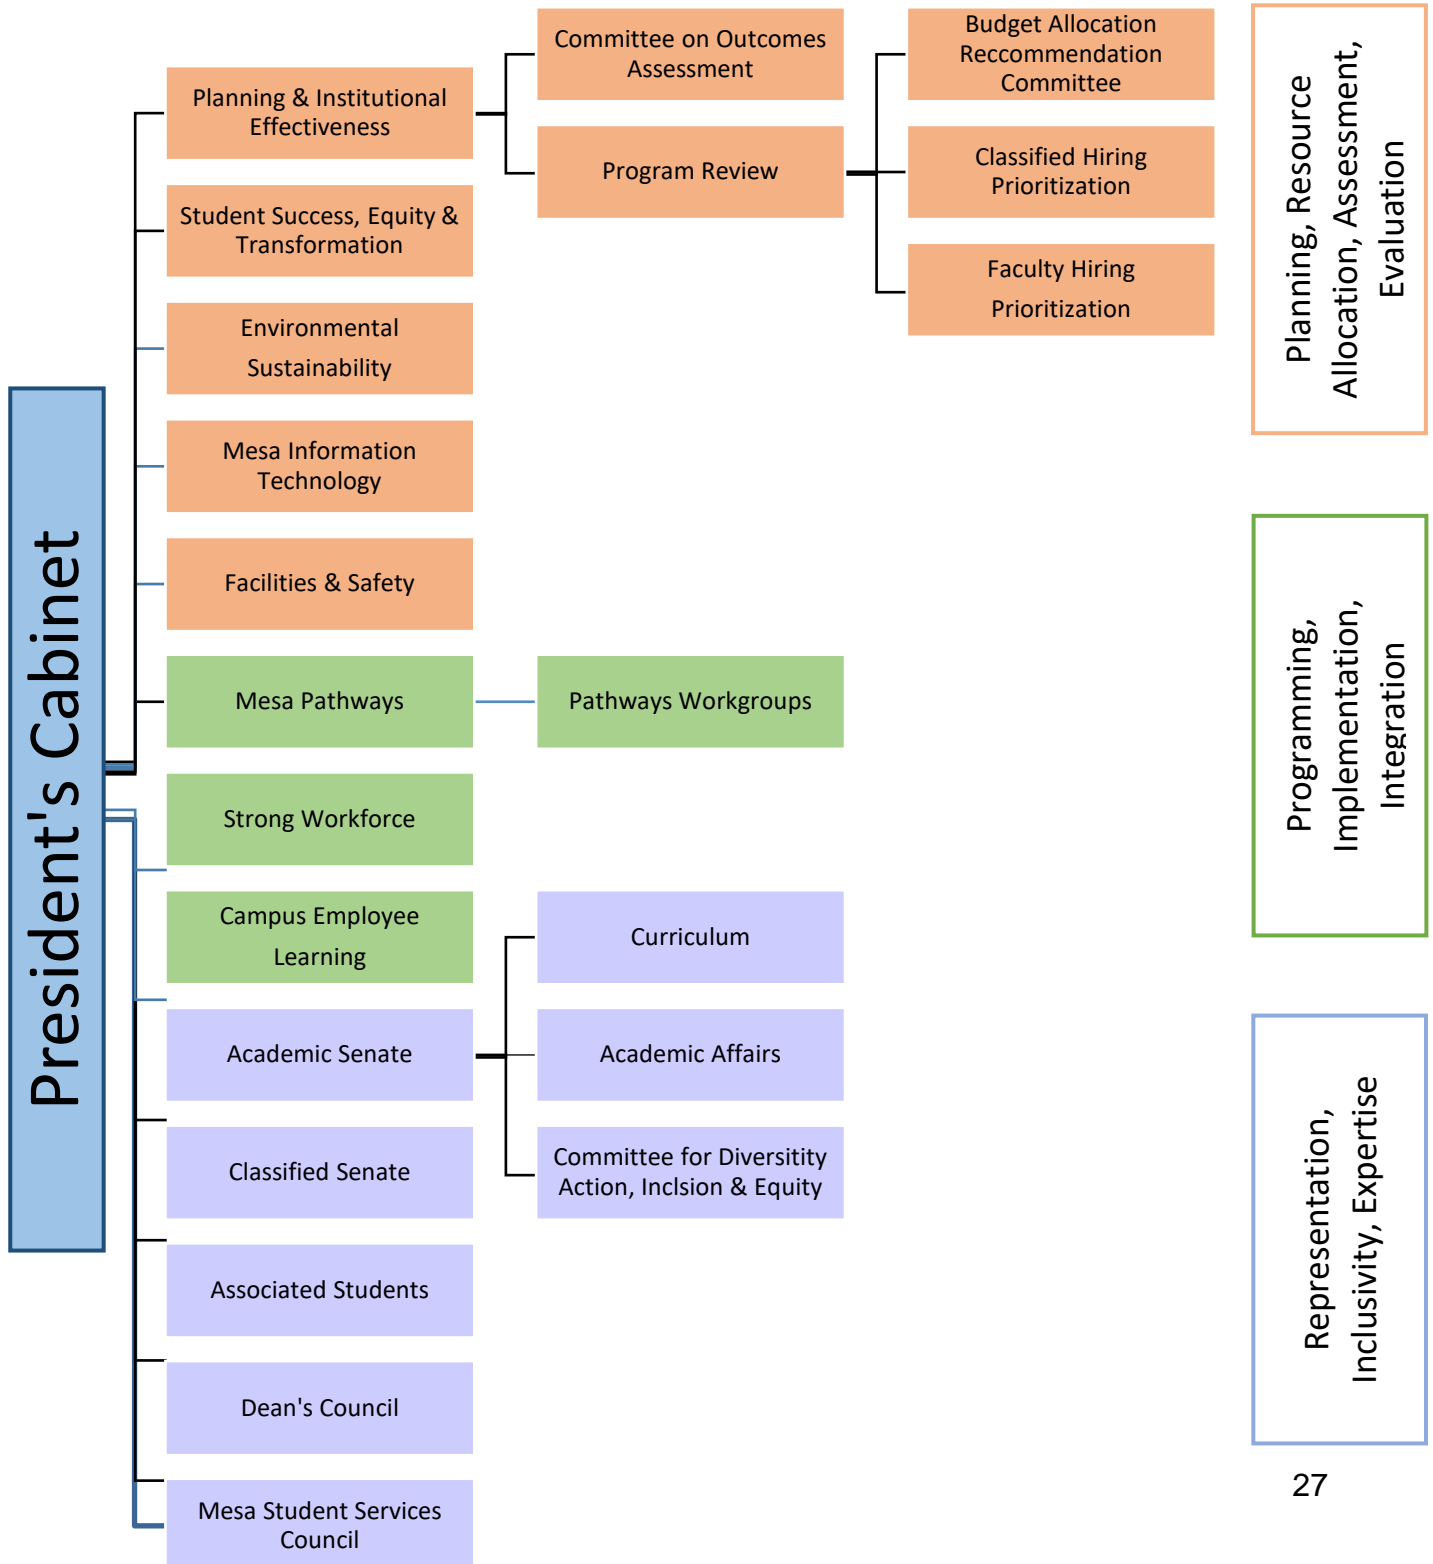 President's Cabinet
Planning & Institutional
Effectiveness
Student Success, Equity &
Transformation
Environmental
Sustainability
Mesa Information
Technology
Facilities & Safety
Mesa Pathways
Strong Workforce
Campus Employee
Learning
Academic Senate
Classified Senate
Associated Students
Dean's Council
Mesa Student Services
Council
Committee on Outcomes
Assessment
Program Review
Pathways Workgroups
Curriculum
Academic Affairs
Committee for Diversitity
Action, Inclsion & Equity
Budget Allocation
Reccommendation
Committee
Classified Hiring
Prioritization
Faculty Hiring
Prioritization
Planning, Resource
Allocation, Assessment,
Evaluation
Programming,
Implementation,
Integration
Representation,
Inclusivity, Expertise
27